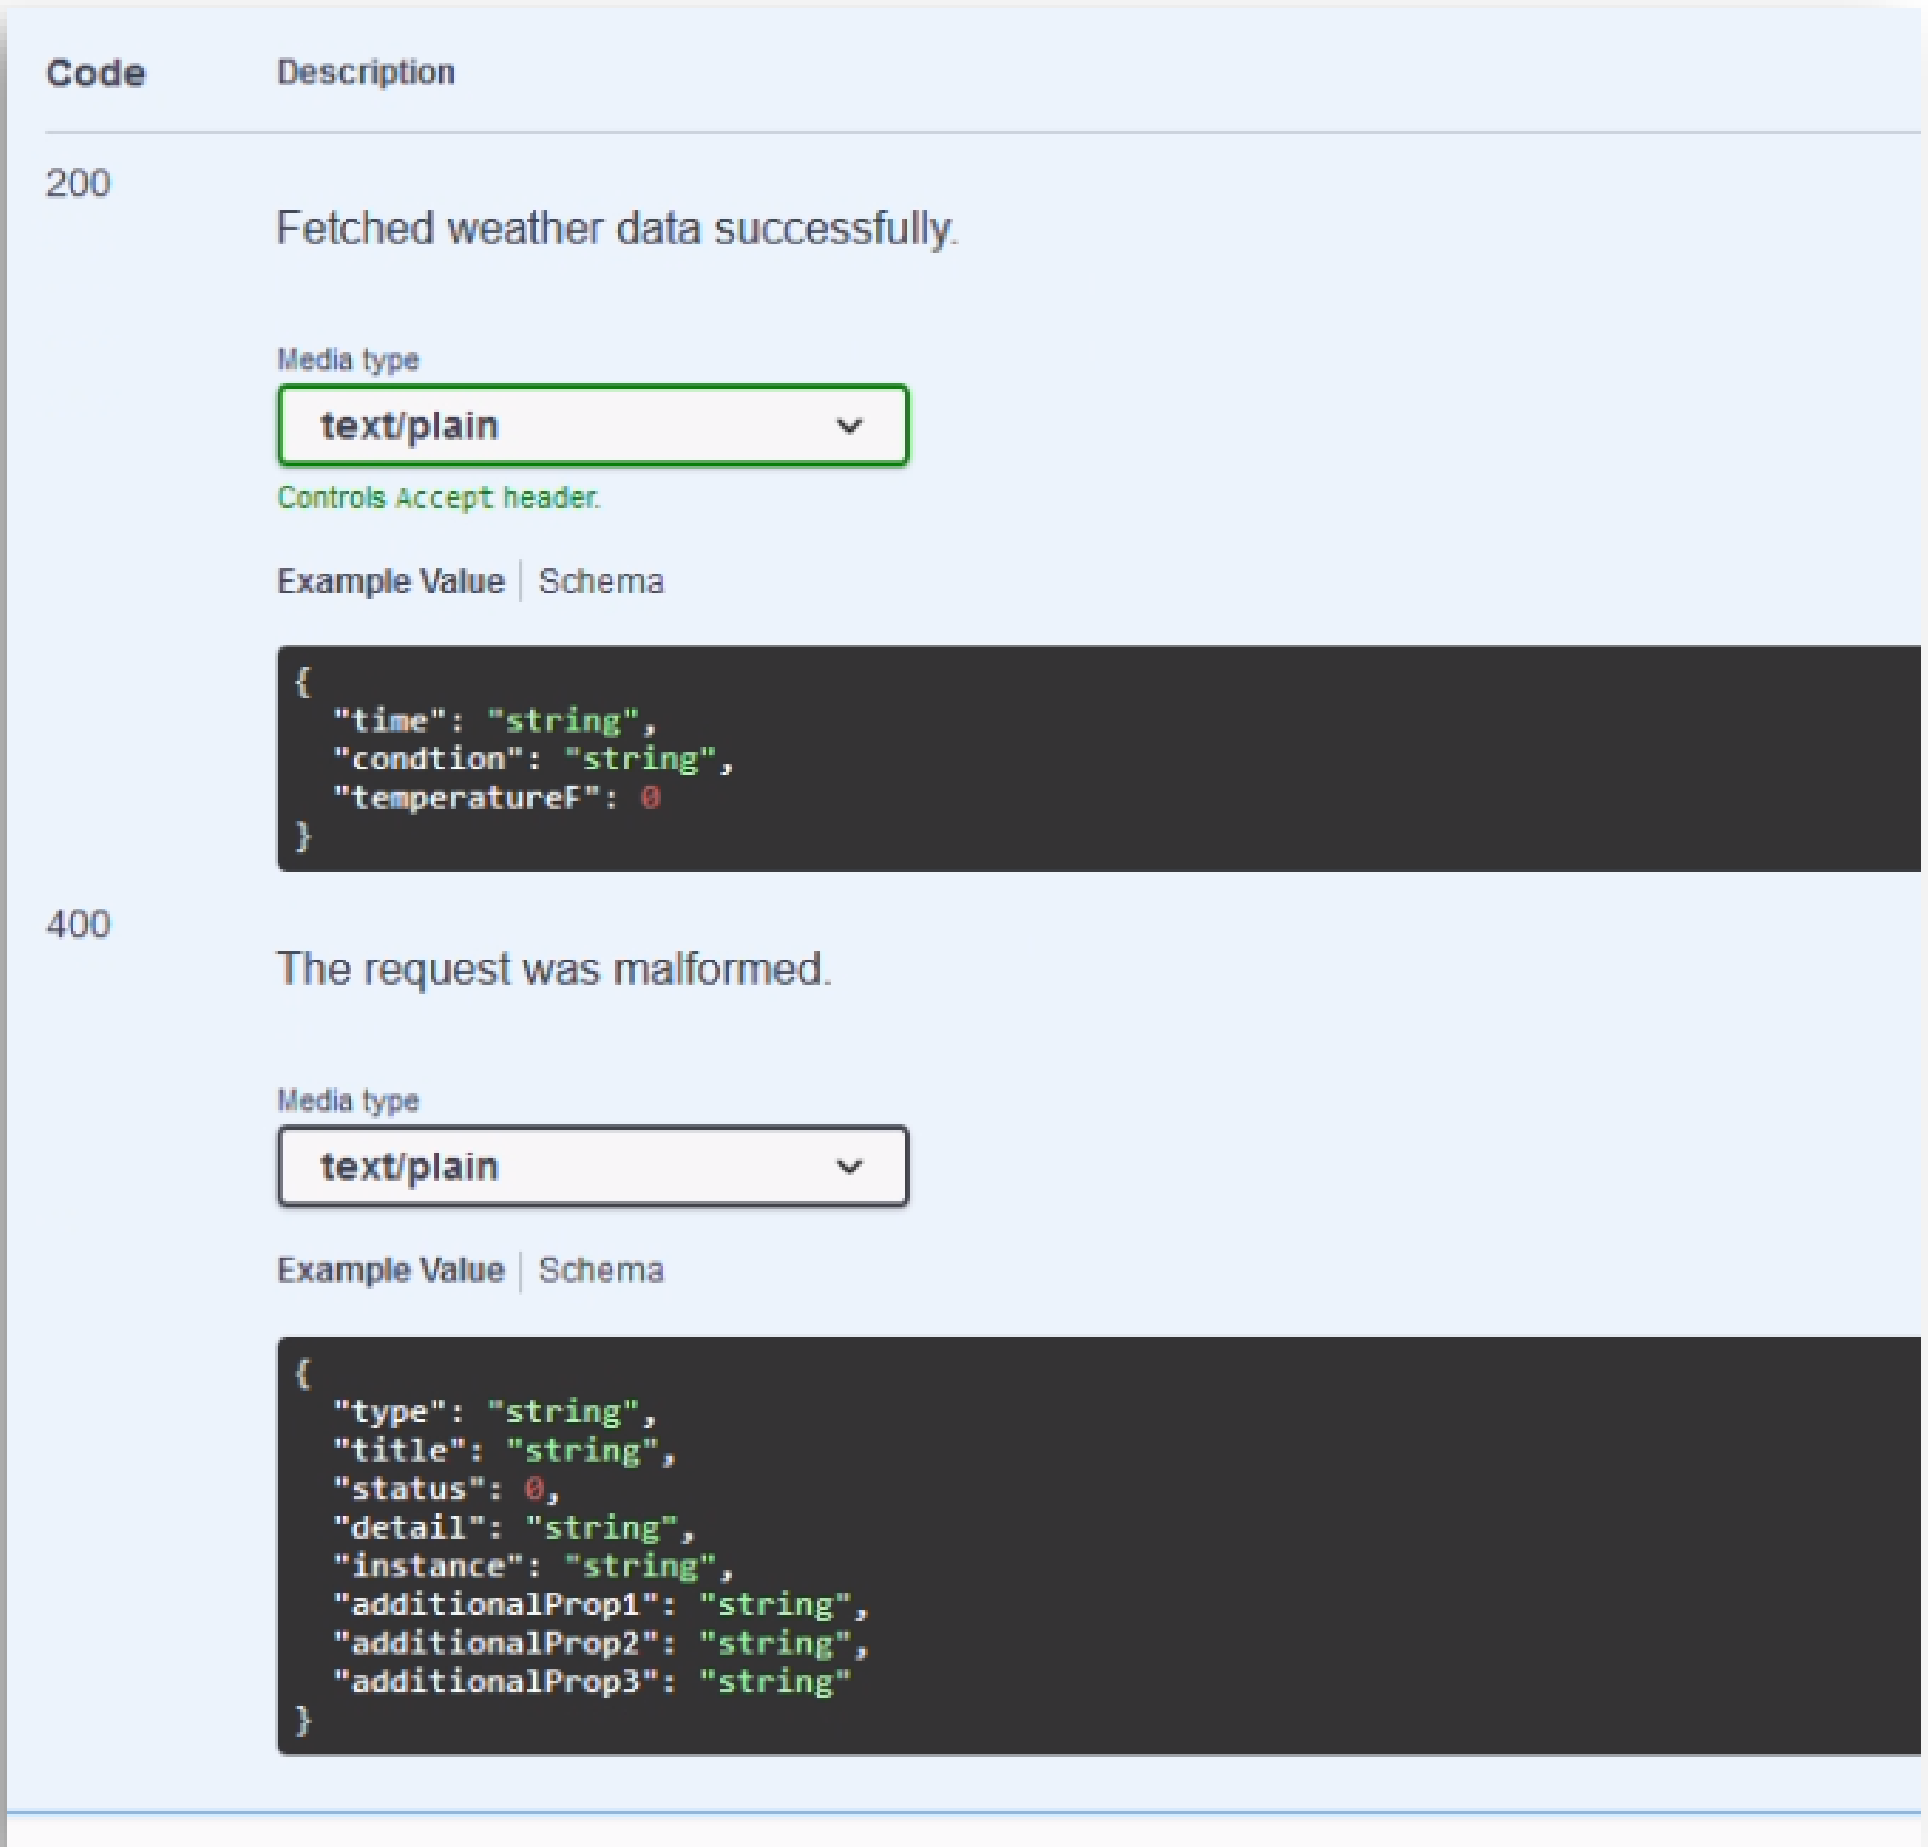 Code Description
200
Fetched weather data successfully.
Media type
text/plain
Controls Accept header.
Example Value | Schema
{
  "time": "string",
  "condtion": "string",
  "temperatureF": 0
}
400
The request was malformed.
Media type
text/plain
Example Value | Schema
{
  "type": "string",
  "title": "string",
  "status": 0,
  "detail": "string",
  "instance": "string",
  "additionalProp1": "string",
  "additionalProp2": "string",
  "additionalProp3": "string"
}